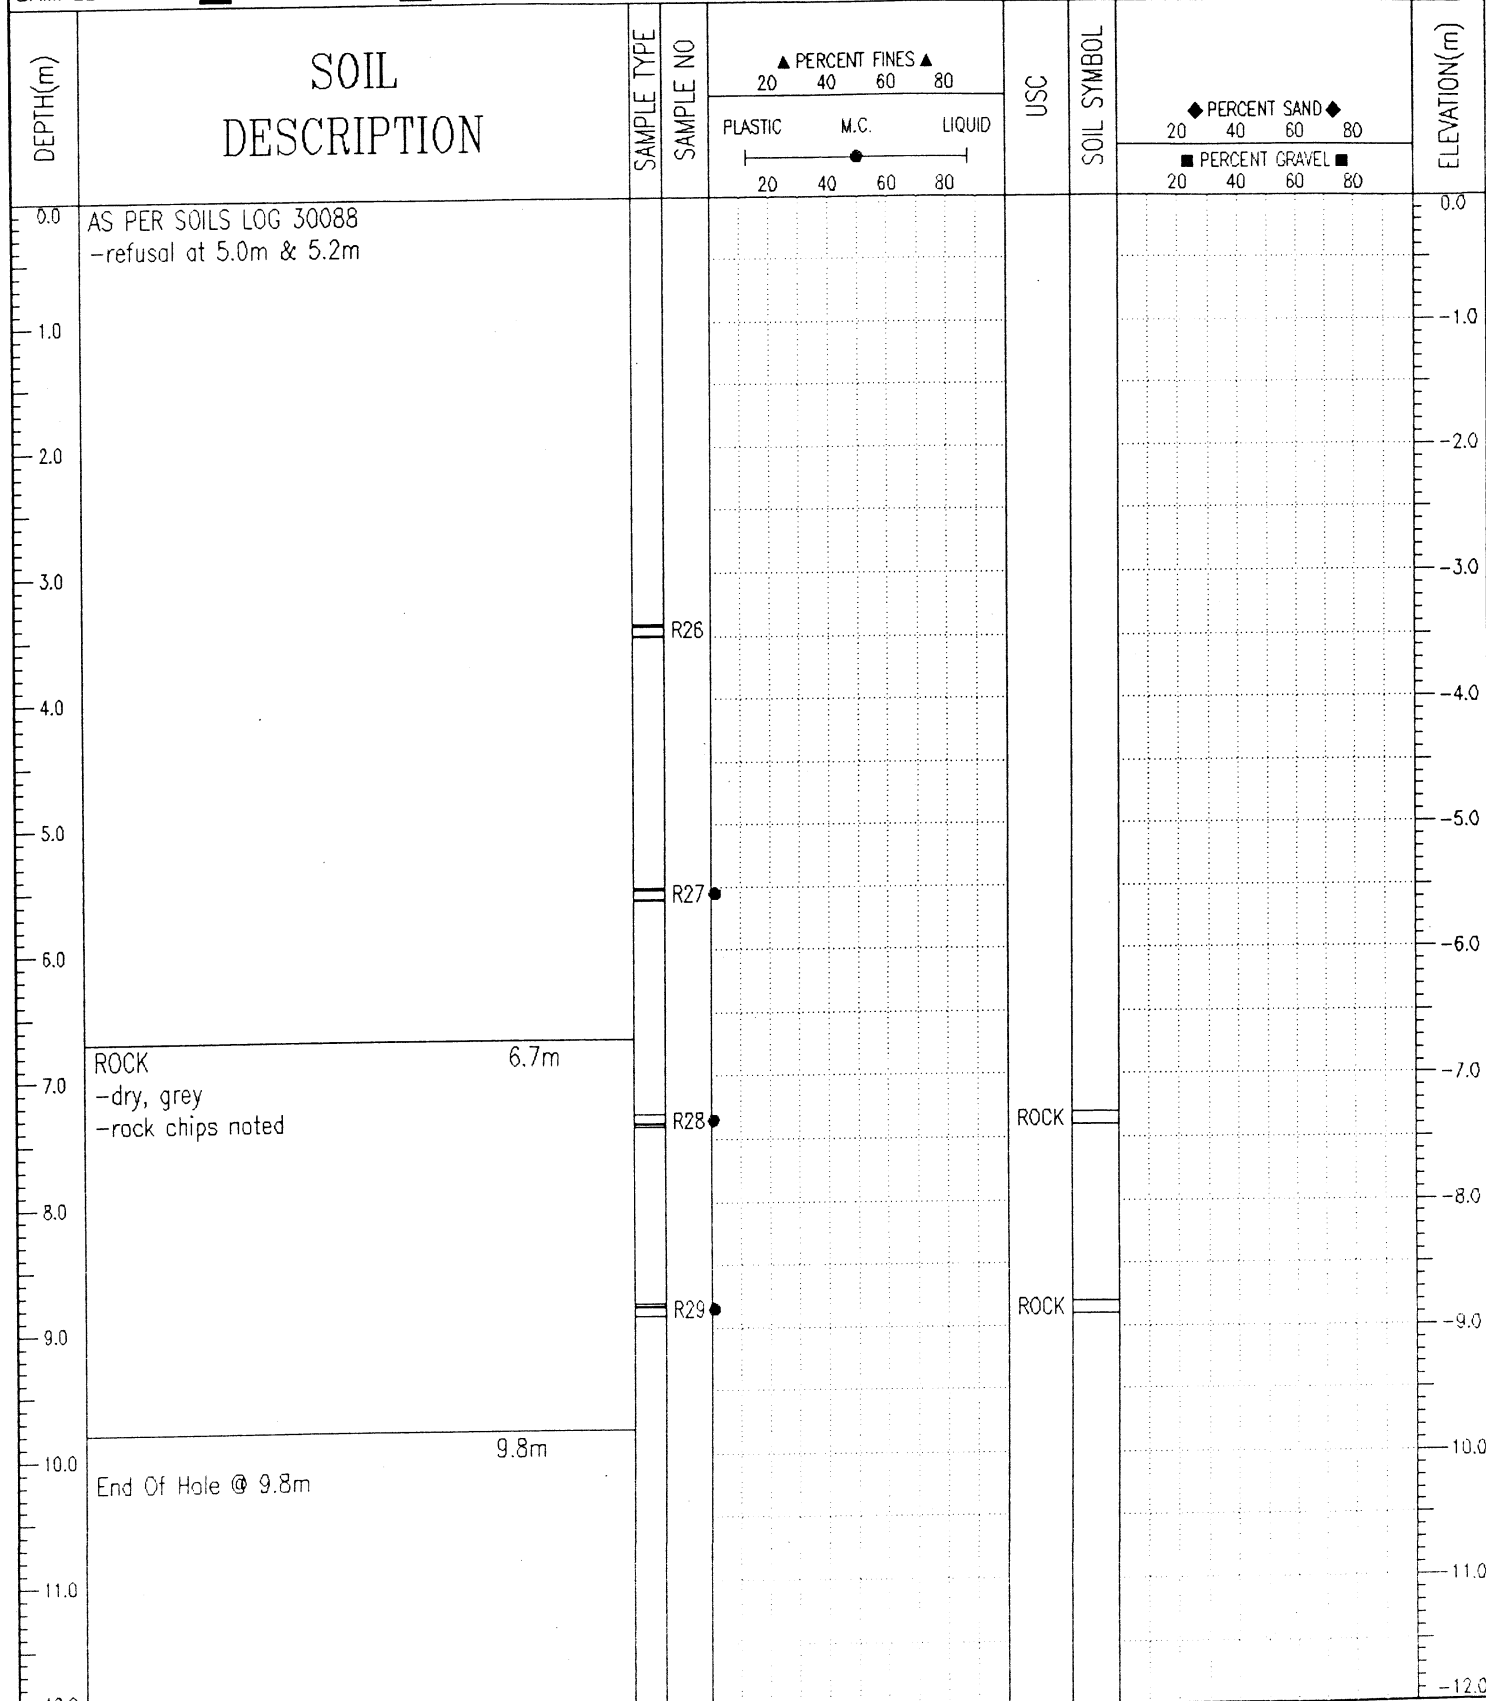 DEPTH(m)
SOIL
DESCRIPTION
SAMPLE TYPE
SAMPLE NO
▲ PERCENT FINES ▲
20 40 60 80
PLASTIC M.C. LIQUID
20 40 60 80
USC
SOIL SYMBOL
◆ PERCENT SAND ◆
20 40 60 80
■ PERCENT GRAVEL ■
20 40 60 80
ELEVATION(m)
0.0
AS PER SOILS LOG 30088
-refusal at 5.0m & 5.2m
0.0
1.0
-1.0
2.0
-2.0
3.0
-3.0
R26
4.0
-4.0
5.0
-5.0
R27
6.0
-6.0
ROCK 6.7m
7.0
-7.0
-dry, grey
-rock chips noted
R28
ROCK
8.0
-8.0
R29
ROCK
9.0
-9.0
9.8m
10.0
-10.0
End Of Hole @ 9.8m
11.0
-11.0
-12.0